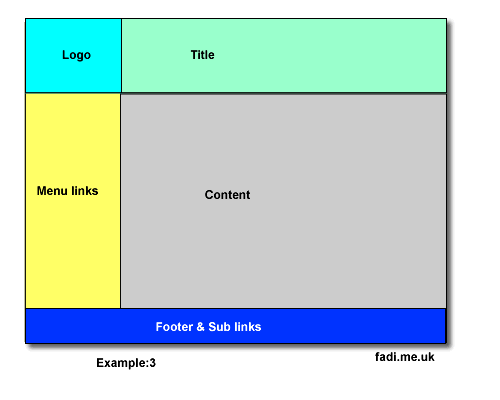 Logo
Title
Menu links
Content
Footer & Sub links
Example:3
fadi.me.uk